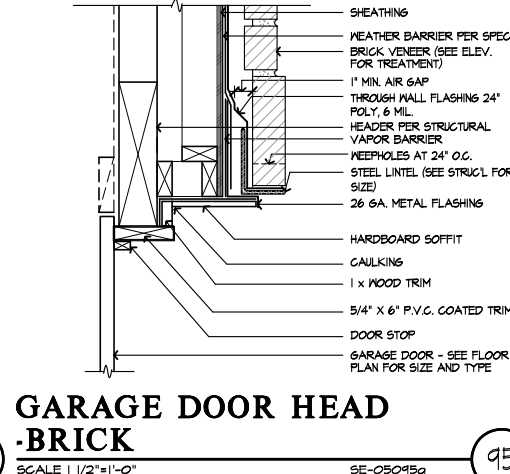 SHEATHING
WEATHER BARRIER PER SPEC
BRICK VENEER (SEE ELEV.
FOR TREATMENT)
1" MIN. AIR GAP
THROUGH WALL FLASHING 24"
POLY, 6 MIL.
HEADER PER STRUCTURAL
VAPOR BARRIER
WEEPHOLES AT 24" O.C.
STEEL LINTEL (SEE STRUC'L FOR
SIZE)
26 GA. METAL FLASHING
HARDBOARD SOFFIT
CAULKING
1 x WOOD TRIM
5/4" X 6" P.V.C. COATED TRIM
DOOR STOP
GARAGE DOOR - SEE FLOOR
PLAN FOR SIZE AND TYPE
GARAGE DOOR HEAD
-BRICK
SCALE 1 1/2"=1'-0"
SE-05095a
95